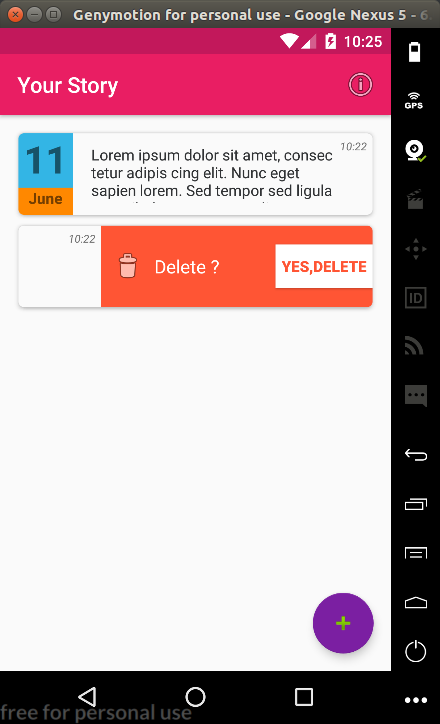 Genymotion for personal use - Google Nexus 5 - 6
10:25
Your Story
GPS
11
June
10:22
Lorem ipsum dolor sit amet, consec
tetur adipis cing elit. Nunc eget
sapien lorem. Sed tempor sed ligula
10:22
Delete ?
YES,DELETE
ID
+
free for personal use